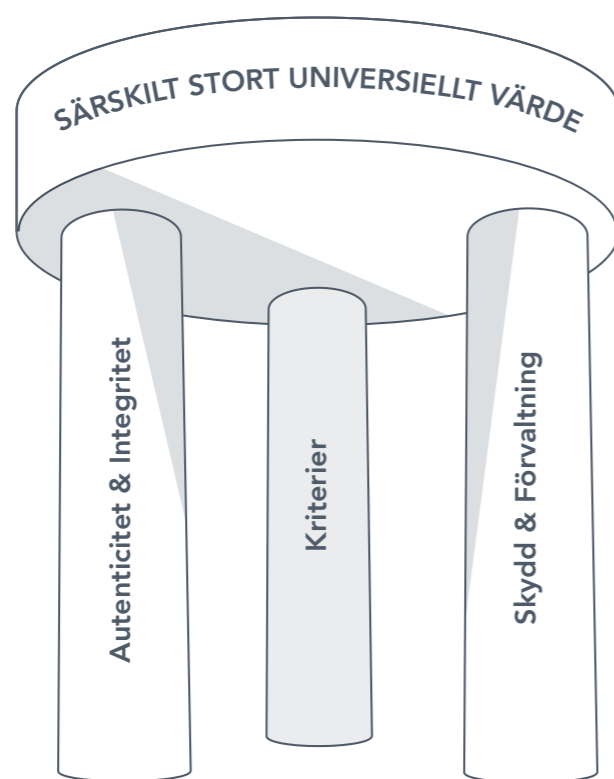 SÄRSKILT STORT UNIVERSIELLT VÄRDE
Autenticitet & Integritet
Kriterier
Skydd & Förvaltning